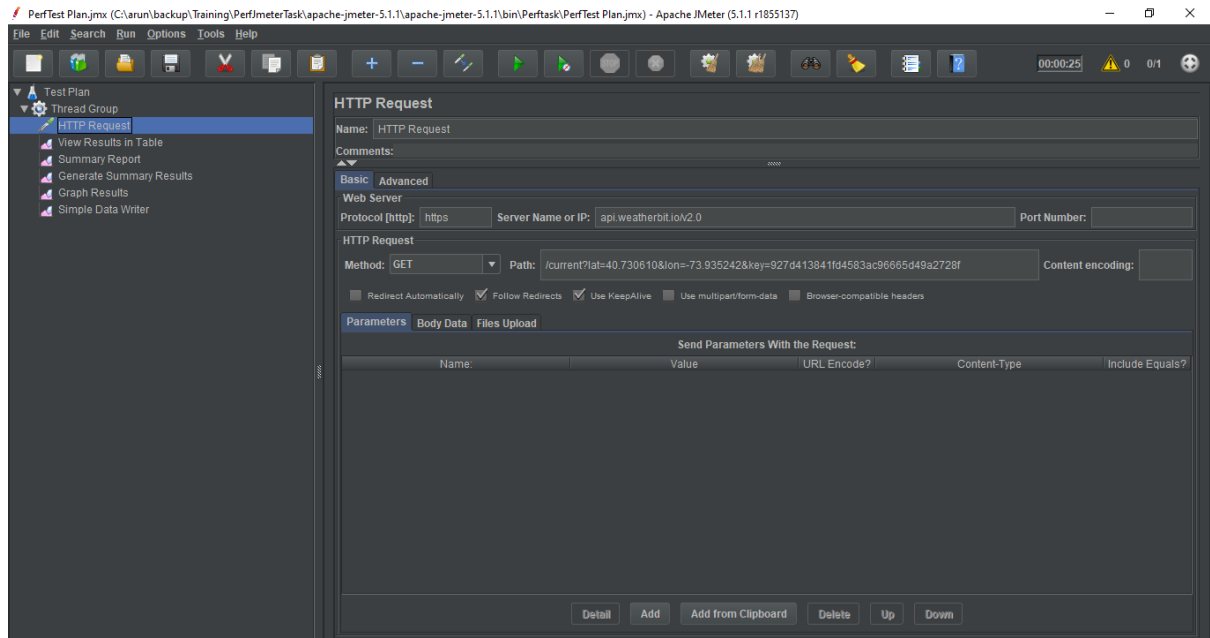 PerfTest Plan.jmx (C:\arun\backup\Training\PerfJmeterTask\apache-jmeter-5.1.1\apache-jmeter-5.1.1\bin\Perftask\PerfTest Plan.jmx) - Apache JMeter (5.1.1 r1855137)
File Edit Search Run Options Tools Help
00:00:25 0 0/1
Test Plan
Thread Group
HTTP Request
View Results in Table
Summary Report
Generate Summary Results
Graph Results
Simple Data Writer
HTTP Request
Name: HTTP Request
Comments:
Basic Advanced
Web Server
Protocol [http]: https Server Name or IP: api.weatherbit.io/v2.0 Port Number:
HTTP Request
Method: GET Path: /current?lat=40.730610&lon=-73.935242&key=927d413841fd4583ac96665d49a2728f Content encoding:
Redirect Automatically Follow Redirects Use KeepAlive Use multipart/form-data Browser-compatible headers
Parameters Body Data Files Upload
Send Parameters With the Request:
Name: Value URL Encode? Content-Type Include Equals?
Detail Add Add from Clipboard Delete Up Down